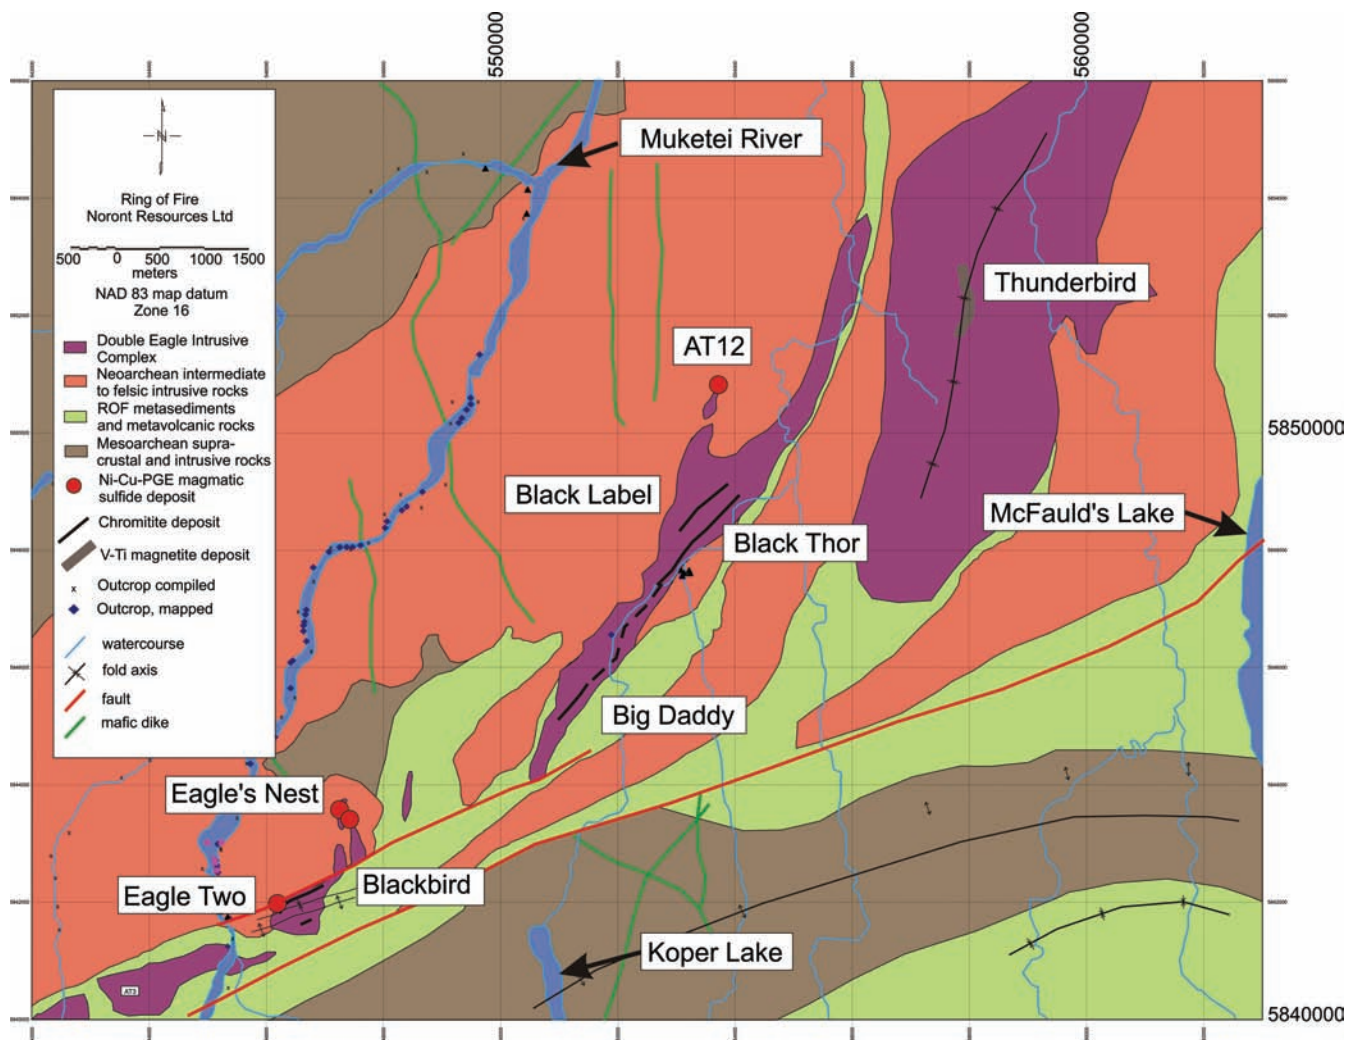 550000
560000
Muketei River
Ring of Fire
Noront Resources Ltd
500 0 500 1000 1500
meters
NAD 83 map datum
Zone 16
Double Eagle Intrusive
Complex
Neoarchean intermediate
to felsic intrusive rocks
ROF metasediments
and metavolcanic rocks
Mesoarchean supra-
crustal and intrusive rocks
Ni-Cu-PGE magmatic
sulfide deposit
Chromitite deposit
V-Ti magnetite deposit
x Outcrop compiled
Outcrop, mapped
watercourse
fold axis
fault
mafic dike
Thunderbird
AT12
5850000
Black Label
McFauld's Lake
Black Thor
Big Daddy
Eagle's Nest
Blackbird
Eagle Two
Koper Lake
AT3
5840000